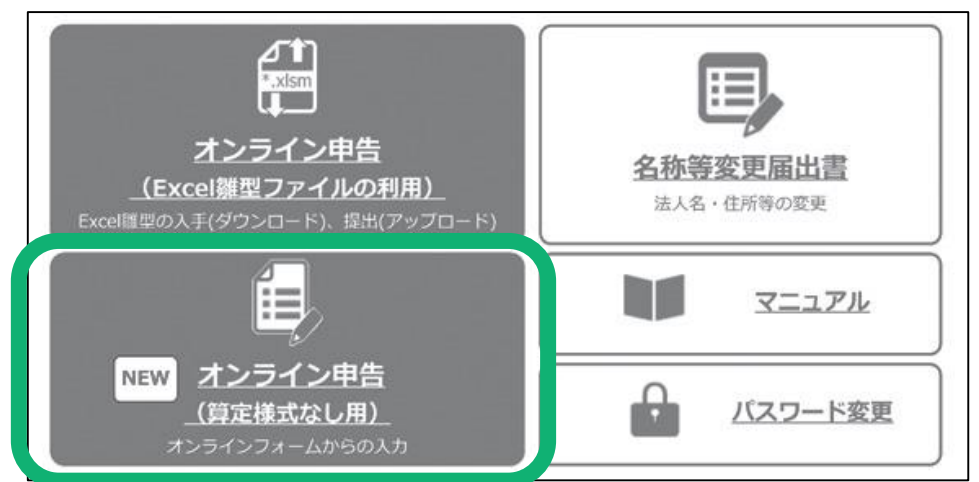 *.xlsm
オンライン申告
（Excel雛型ファイルの利用）
Excel雛型の入手(ダウンロード)、提出(アップロード)
名称等変更届出書
法人名・住所等の変更
NEW
オンライン申告
（算定様式なし用）
オンラインフォームからの入力
マニュアル
パスワード変更